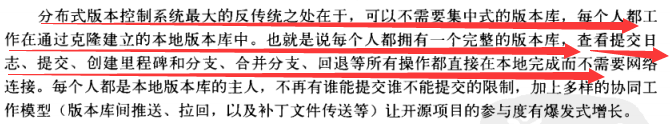 分布式版本控制系统最大的反传统之处在于，可以不需要集中式的版本库，每个人都工
作在通过克隆建立的本地版本库中。也就是说每个人都拥有一个完整的版本库，查看提交日
志、提交、创建里程碑和分支、合并分支、回退等所有操作都直接在本地完成而不需要网络
连接。每个人都是本地版本库的主人，不再有谁能提交谁不能提交的限制，加上多样的协同工
作模型（版本库间推送、拉回，以及补丁文件传送等）让开源项目的参与度有爆发式增长。